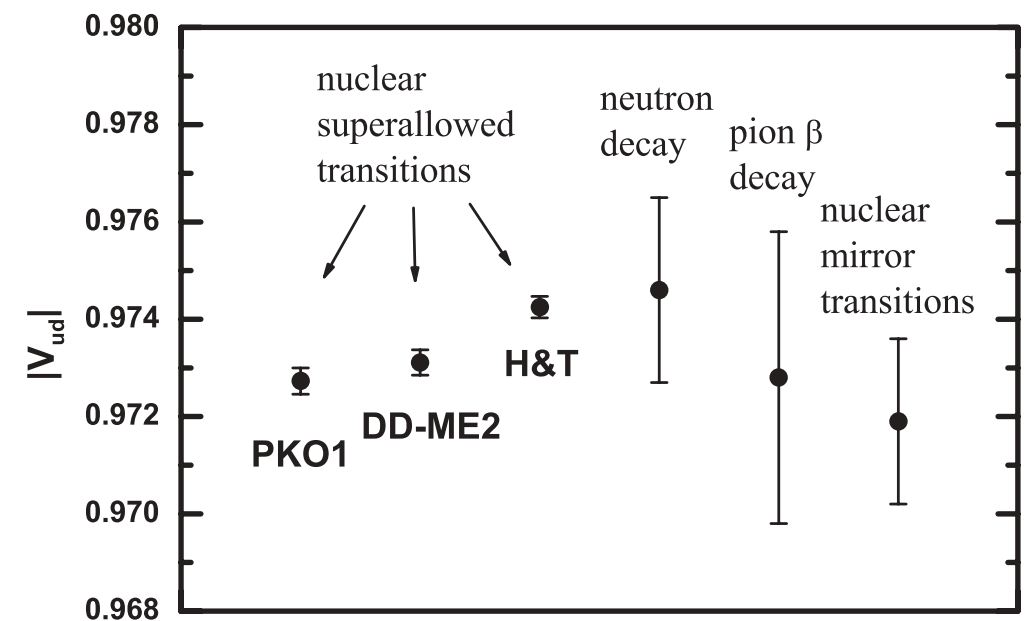 0.980
0.978
0.976
0.974
0.972
0.970
0.968
|Vud|
nuclear
superallowed
transitions
neutron
decay
pion β
decay
nuclear
mirror
transitions
H&T
DD-ME2
PKO1